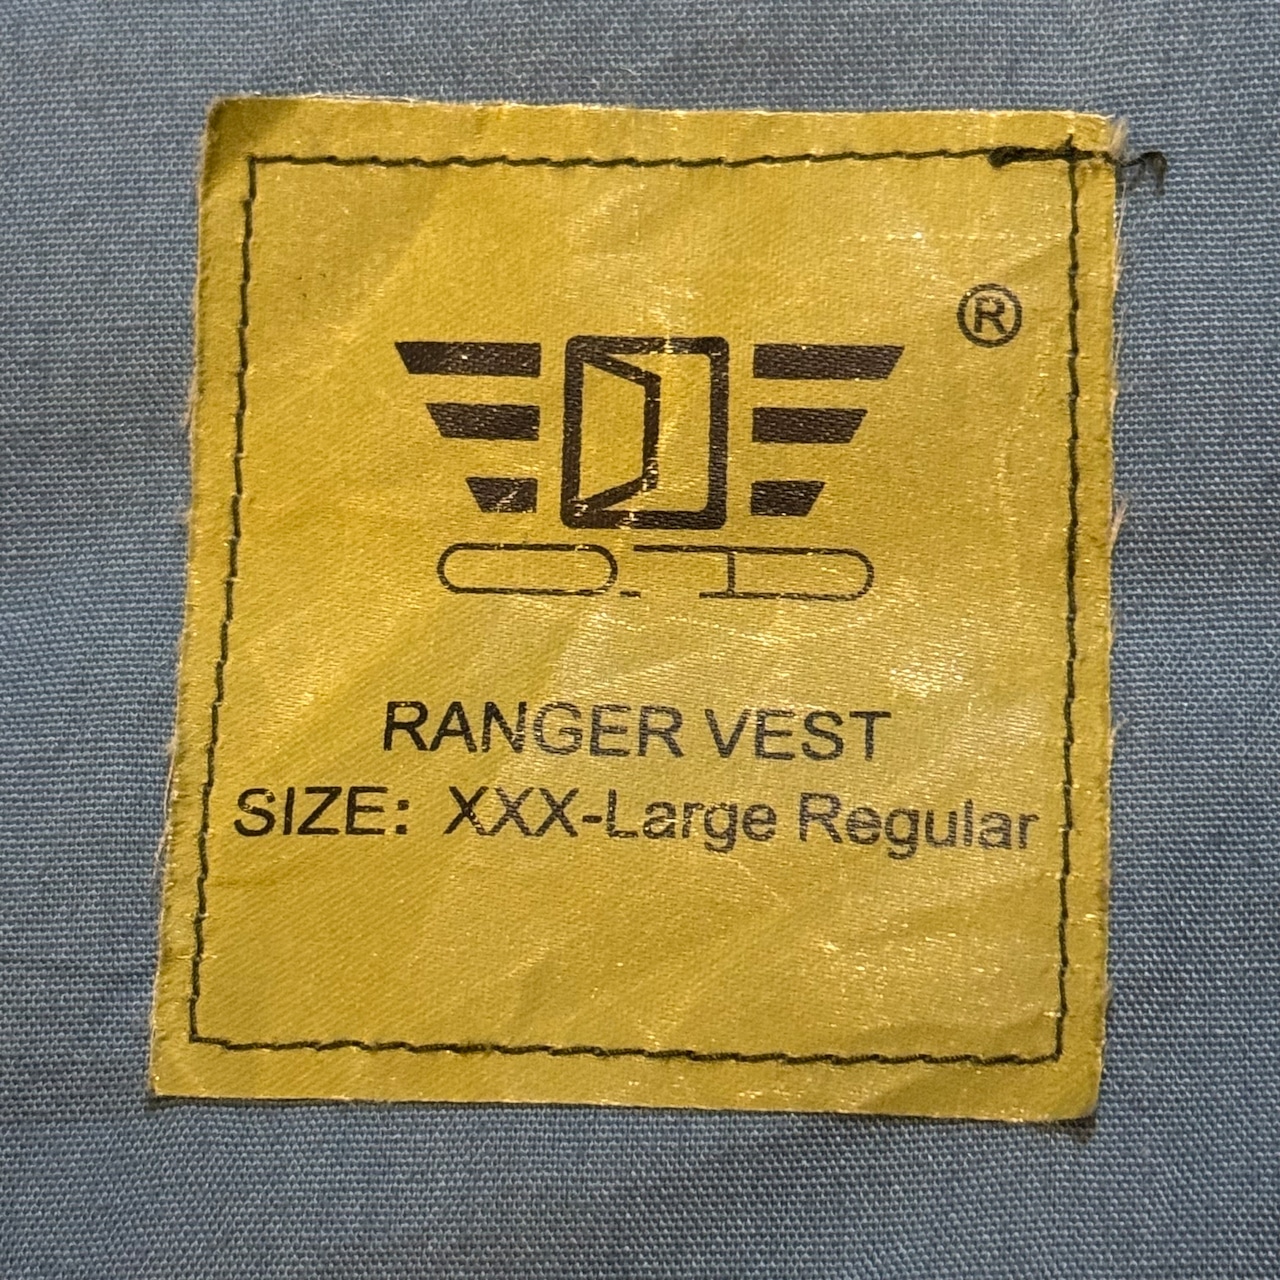 ®
RANGER VEST
SIZE: XXX-Large Regular